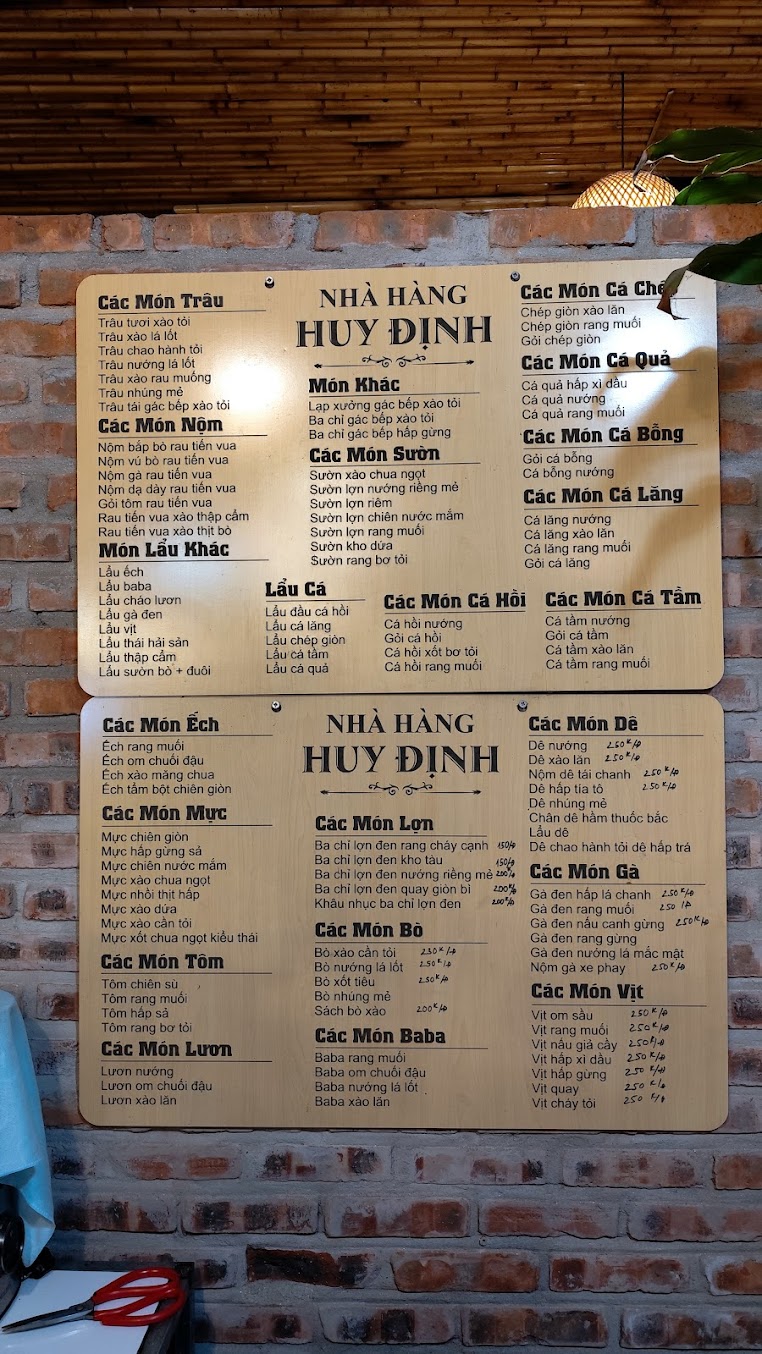 Các Món Trâu
Trâu tươi xào tỏi
Trâu xào lá lốt
Trâu chao hành tỏi
Trâu nướng lá lốt
Trâu xào rau muống
Trâu nhúng mẻ
Trâu tái gác bếp xào tỏi
Các Món Nộm
Nộm bắp bò rau tiến vua
Nộm vú bò rau tiến vua
Nộm gà rau tiến vua
Nộm dạ dày rau tiến vua
Gỏi tôm rau tiến vua
Rau tiến vua xào thập cẩm
Rau tiến vua xào thịt bò
Món Lẩu Khác
Lẩu ếch
Lẩu baba
Lẩu cháo lươn
Lẩu gà đen
Lẩu vịt
Lẩu thái hải sản
Lẩu thập cẩm
Lẩu sườn bò + đuôi
NHÀ HÀNG
HUY ĐỊNH
Món Khác
Lạp xưởng gác bếp xào tỏi
Ba chỉ gác bếp xào tỏi
Ba chỉ gác bếp hấp gừng
Các Món Sườn
Sườn xào chua ngọt
Sườn lợn nướng riềng mẻ
Sườn lợn riêm
Sườn lợn chiên nước mắm
Sườn lợn rang muối
Sườn kho dứa
Sườn rang bơ tỏi
Lẩu Cá
Lẩu đầu cá hồi
Lẩu cá lăng
Lẩu chép giòn
Lẩu cá tầm
Lẩu cá quả
Các Món Cá Hồi
Cá hồi nướng
Gỏi cá hồi
Cá hồi xốt bơ tỏi
Cá hồi rang muối
Các Món Cá
Chép giòn xào lăn
Chép giòn rang muối
Gỏi chép giòn
Các Món Cá Quả
Cá quả hấp xì dầu
Cá quả nướng
Cá quả rang muối
Các Món Cá Bỗng
Gỏi cá bỗng
Cá bỗng nướng
Các Món Cá Lăng
Cá lăng nướng
Cá lăng xào lăn
Cá lăng rang muối
Gỏi cá lăng
Các Món Cá Tầm
Cá tầm nướng
Gỏi cá tầm
Cá tầm xào lăn
Cá tầm rang muối
Các Món Ếch
Ếch rang muối
Ếch om chuối đậu
Ếch xào măng chua
Ếch tẩm bột chiên giòn
Các Món Mực
Mực chiên giòn
Mực hấp gừng sả
Mực chiên nước mắm
Mực xào chua ngọt
Mực nhồi thịt hấp
Mực xào dứa
Mực xào cần tỏi
Mực xốt chua ngọt kiểu thái
Các Món Tôm
Tôm chiên sù
Tôm rang muối
Tôm hấp sả
Tôm rang bơ tỏi
Các Món Lươn
Lươn nướng
Lươn om chuối đậu
Lươn xào lăn
NHÀ HÀNG
HUY ĐỊNH
Các Món Lợn
Ba chỉ lợn đen rang cháy cạnh 150/đ
Ba chỉ lợn đen kho tàu 150/đ
Ba chỉ lợn đen nướng riềng mẻ 200k/đ
Ba chỉ lợn đen quay giòn bì 200k/đ
Khâu nhục ba chỉ lợn đen 200k/đ
Các Món Bò
Bò xào cần tỏi 250k/đ
Bò nướng lá lốt 250k/đ
Bò xốt tiêu 250k/đ
Bò nhúng mẻ
Sách bò xào 200k/đ
Các Món Baba
Baba rang muối
Baba om chuối đậu
Baba nướng lá lốt
Baba xào lăn
Các Món Dê
Dê nướng 250k/đ
Dê xào lăn 250k/đ
Nộm dê tái chanh 250k/đ
Dê hấp tía tô 250k/đ
Dê nhúng mẻ
Chân dê hầm thuốc bắc
Lẩu dê
Dê chao hành tỏi dê hấp trá
Các Món Gà
Gà đen hấp lá chanh 250k/đ
Gà đen rang muối 250 /đ
Gà đen nấu canh gừng 250k/đ
Gà đen rang gừng
Gà đen nướng lá mắc mật
Nộm gà xe phay 250k/đ
Các Món Vịt
Vịt om sấu 250k/đ
Vịt rang muối 250k/đ
Vịt nấu giả cầy 250k/đ
Vịt hấp xì dầu 250k/đ
Vịt hấp gừng 250k/đ
Vịt quay 250k/đ
Vịt cháy tỏi 250k/đ